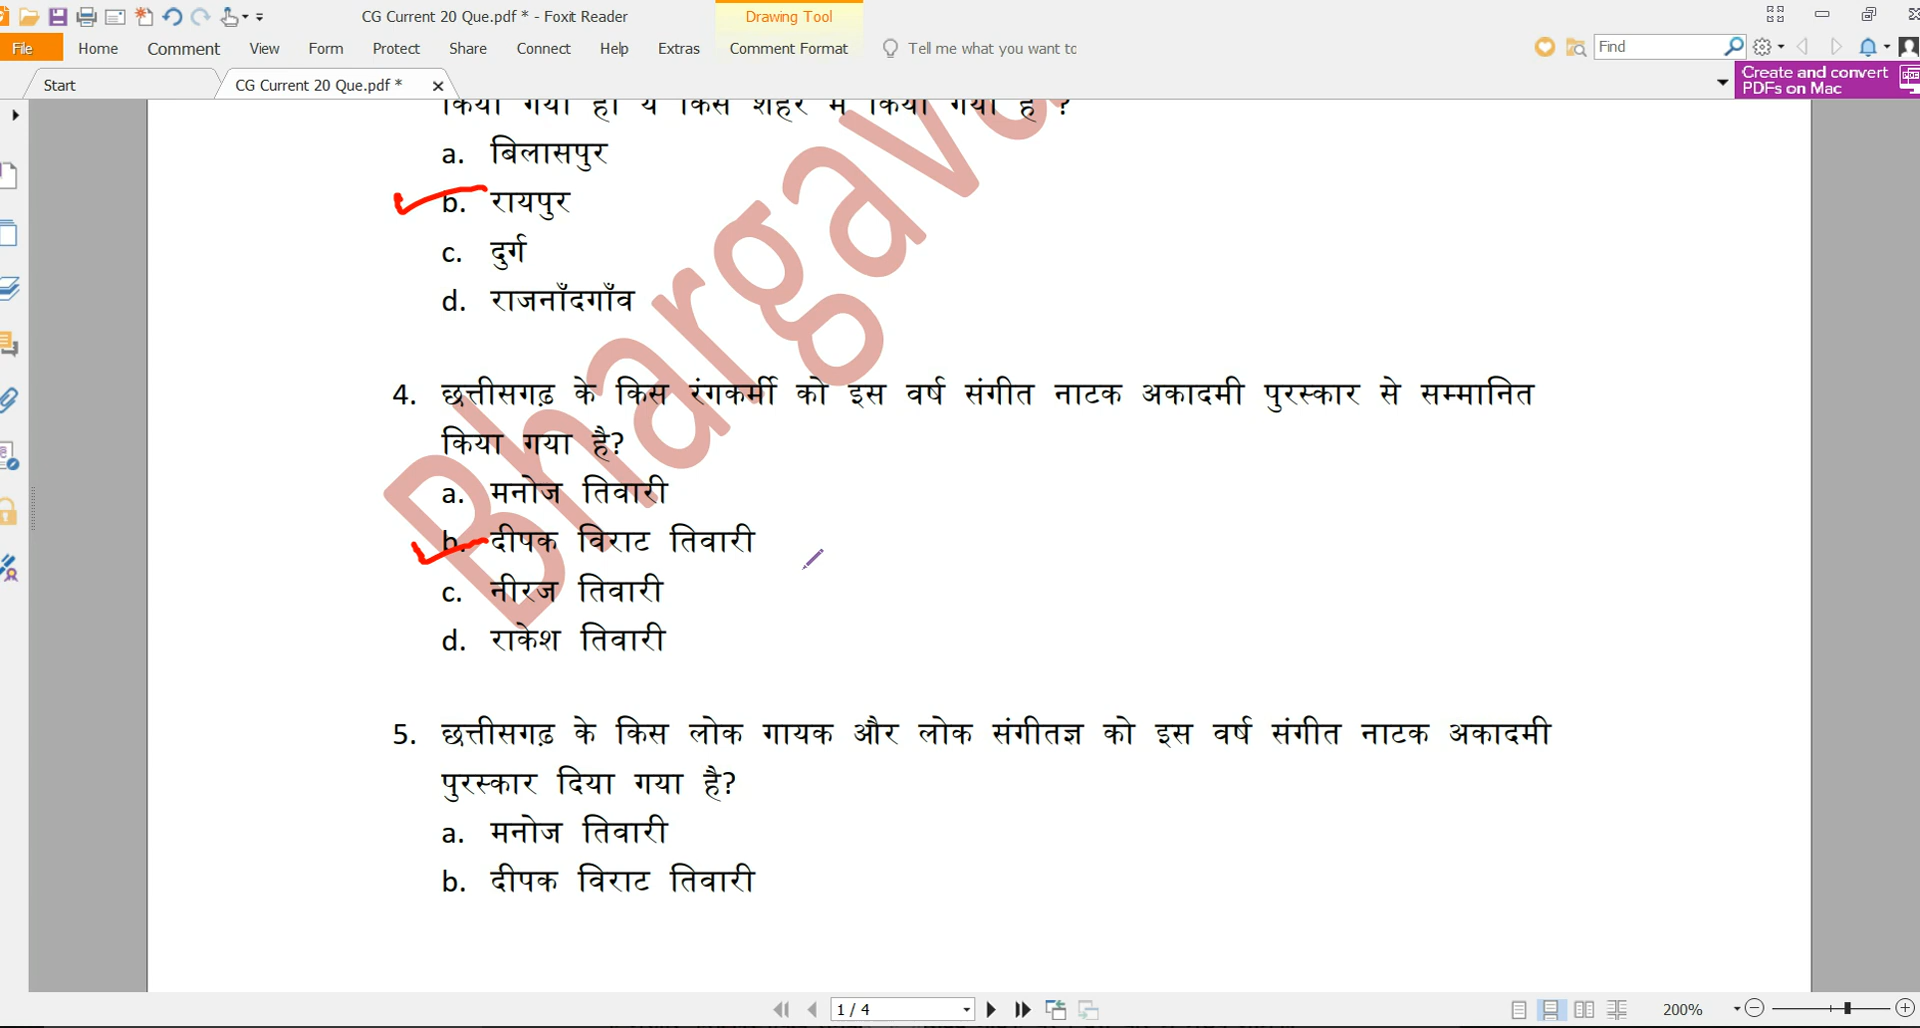 CG Current 20 Que.pdf * - Foxit Reader
Drawing Tool
File Home Comment View Form Protect Share Connect Help Extras Comment Format Tell me what you want to
Find
Start
CG Current 20 Que.pdf *
Create and convert
PDFs on Mac
किया गया हो ये किस शहर में किया गया है ?
a. बिलासपुर
b. रायपुर
c. दुर्ग
d. राजनाँदगाँव
4. छत्तीसगढ़ के किस रंगकर्मी को इस वर्ष संगीत नाटक अकादमी पुरस्कार से सम्मानित
किया गया है?
a. मनोज तिवारी
b. दीपक विराट तिवारी
c. नीरज तिवारी
d. राकेश तिवारी
5. छत्तीसगढ़ के किस लोक गायक और लोक संगीतज्ञ को इस वर्ष संगीत नाटक अकादमी
पुरस्कार दिया गया है?
a. मनोज तिवारी
b. दीपक विराट तिवारी
Bhargava
1 / 4
200%